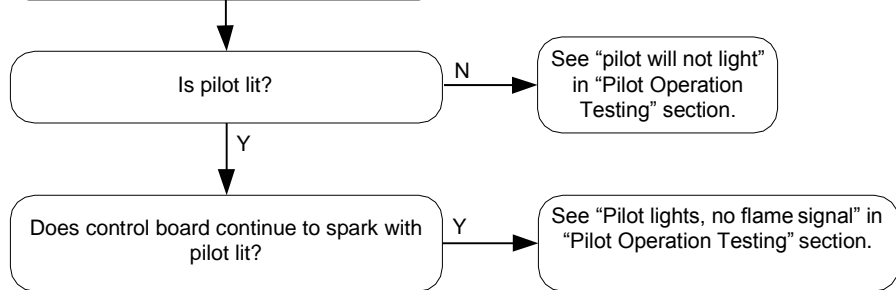 Is pilot lit?
N
See “pilot will not light”
in “Pilot Operation
Testing” section.
Y
Does control board continue to spark with
pilot lit?
Y
See “Pilot lights, no flame signal” in
“Pilot Operation Testing” section.